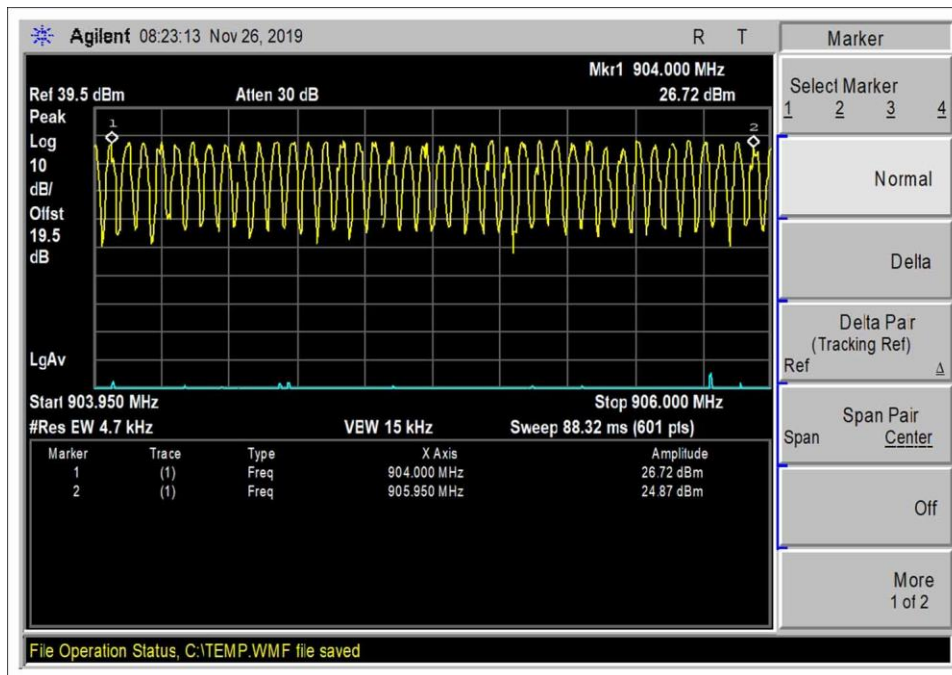 Agilent 08:23:13 Nov 26, 2019 R T
Mkr1 904.000 MHz
Ref 39.5 dBm Atten 30 dB 26.72 dBm
Peak
Log
10
dB/
Offst
19.5
dB
LgAv
1
2
Start 903.950 MHz Stop 906.000 MHz
#Res EW 4.7 kHz VEW 15 kHz Sweep 88.32 ms (601 pts)
Marker Trace Type X Axis Amplitude
1 (1) Freq 904.000 MHz 26.72 dBm
2 (1) Freq 905.950 MHz 24.87 dBm
File Operation Status, C:\TEMP.WMF file saved
Marker
Select Marker
1 2 3 4
Normal
Delta
Delta Pair
(Tracking Ref)
Ref Δ
Span Pair
Span Center
Off
More
1 of 2